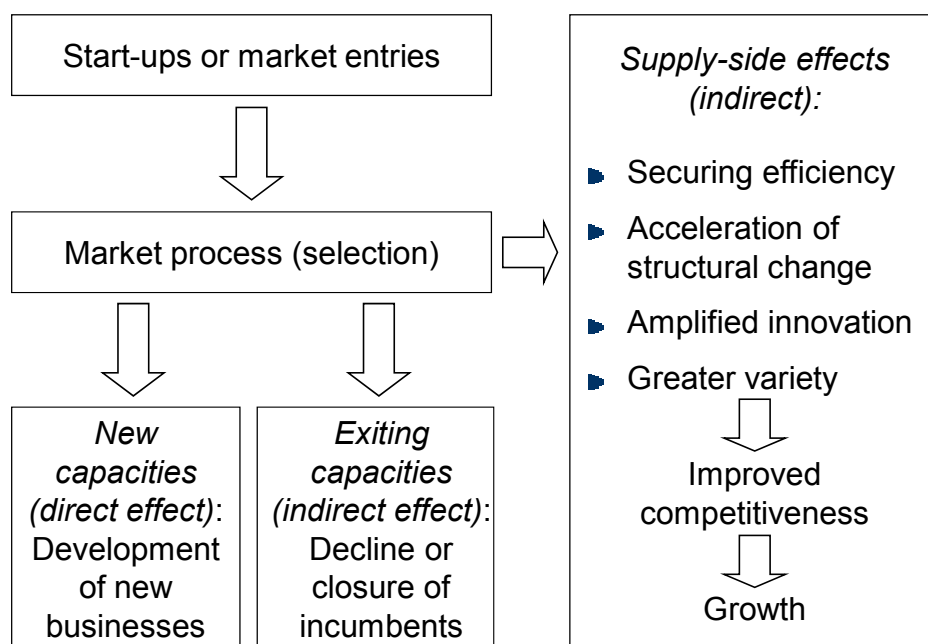 Start-ups or market entries
Market process (selection)
New
capacities
(direct effect):
Development
of new
businesses
Exiting
capacities
(indirect effect):
Decline or
closure of
incumbents
Supply-side effects
(indirect):
Securing efficiency
Acceleration of
structural change
Amplified innovation
Greater variety
Improved
competitiveness
Growth